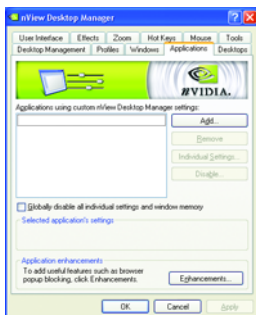 nView Desktop Manager
User Interface Effects Zoom Hot Keys Mouse Tools
Desktop Management Profiles Windows Applications Desktops
NVIDIA.
Applications using custom nView Desktop Manager settings:
Add...
Remove
Individual Settings...
Disable...
Globally disable all individual settings and window memory
Selected application's settings
Application enhancements
To add useful features such as browser
popup blocking, click Enhancements.
Enhancements...
OK Cancel Apply